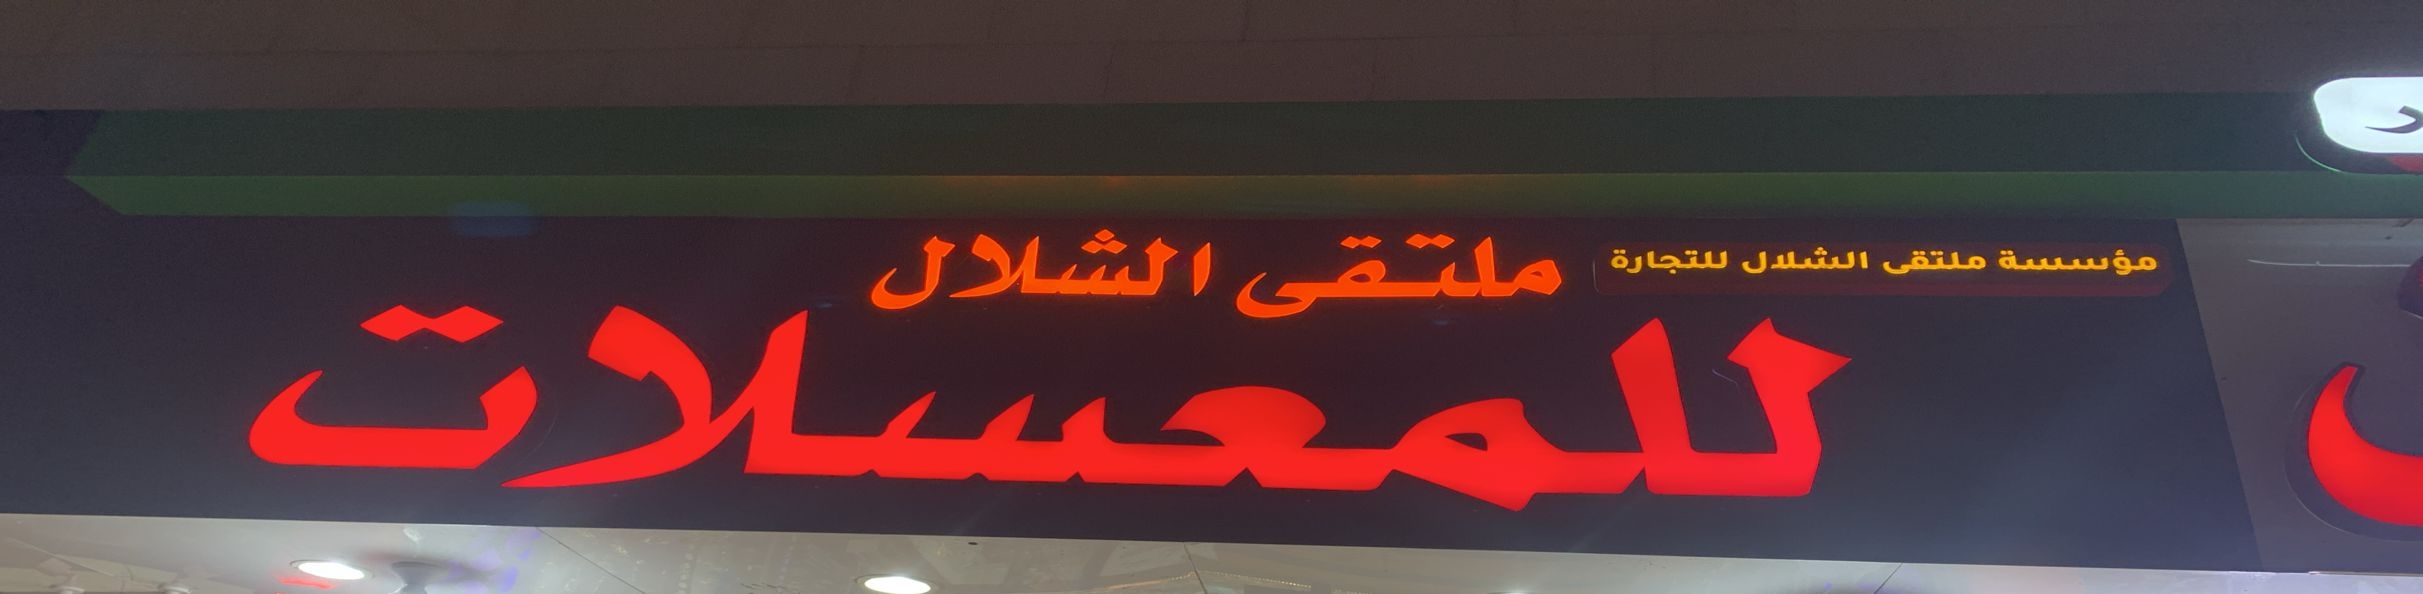 مؤسسة ملتقى الشلال للتجارة
ملتقى الشلال
للمعسلات